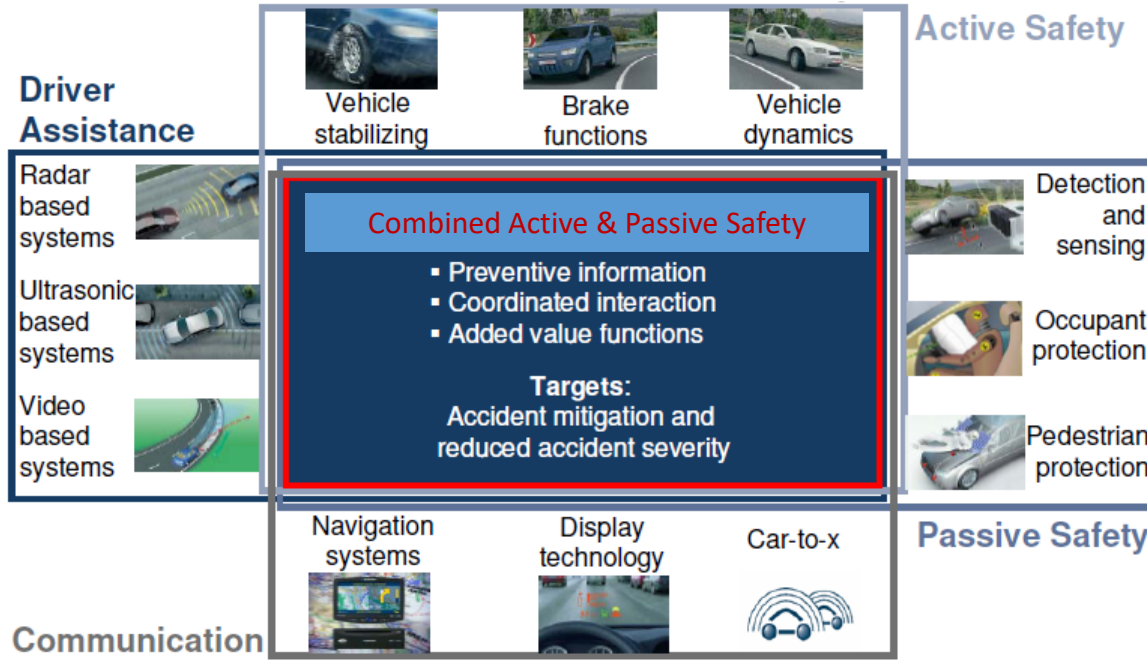 Active Safety
Vehicle
stabilizing
Brake
functions
Vehicle
dynamics
Driver
Assistance
Radar
based
systems
Ultrasonic
based
systems
Video
based
systems
Combined Active & Passive Safety
▪ Preventive information
▪ Coordinated interaction
▪ Added value functions
Targets:
Accident mitigation and
reduced accident severity
Detection
and
sensing
Occupant
protection
Pedestrian
protection
Passive Safety
Navigation
systems
Display
technology
Car-to-x
Communication